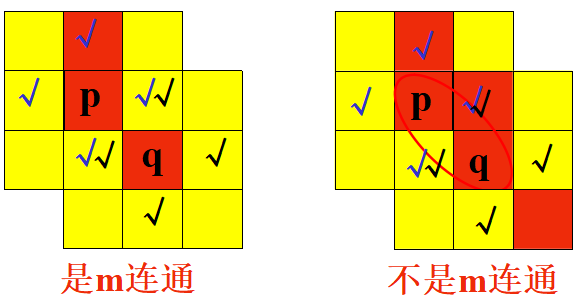 √ √
√ p √√ √ p √√
√√ q √ √√ q √
√ √
是m连通 不是m连通